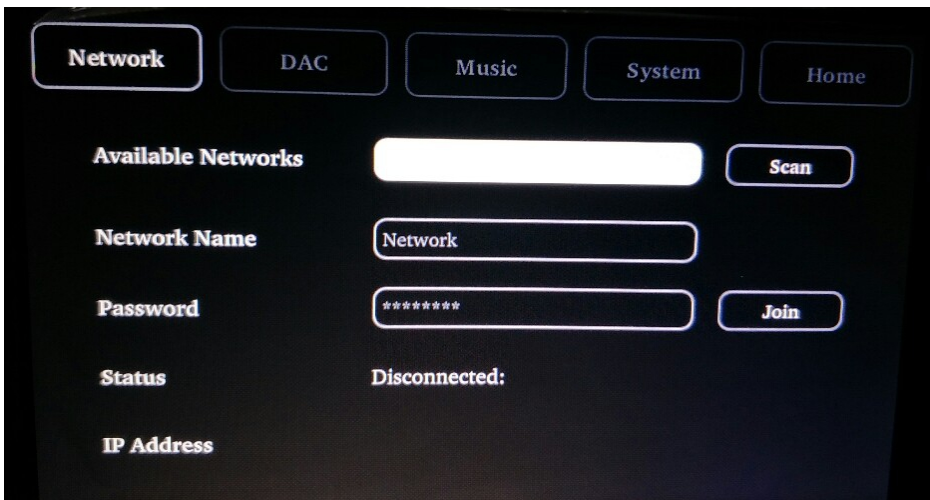 Network DAC Music System Home
Available Networks Scan
Network Name Network
Password ******** Join
Status Disconnected:
IP Address